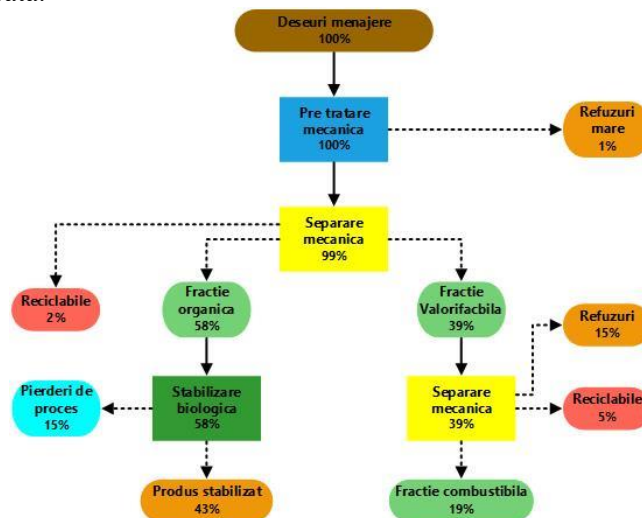 Deseuri menajere
100%
Pre tratare
mecanica
100%
Refuzuri
mare
1%
Separare
mecanica
99%
Reciclabile
2%
Fractie
organica
58%
Fractie
Valorifacbila
39%
Refuzuri
15%
Pierderi de
proces
15%
Stabilizare
biologica
58%
Separare
mecanica
39%
Reciclabile
5%
Produs stabilizat
43%
Fractie combustibila
19%